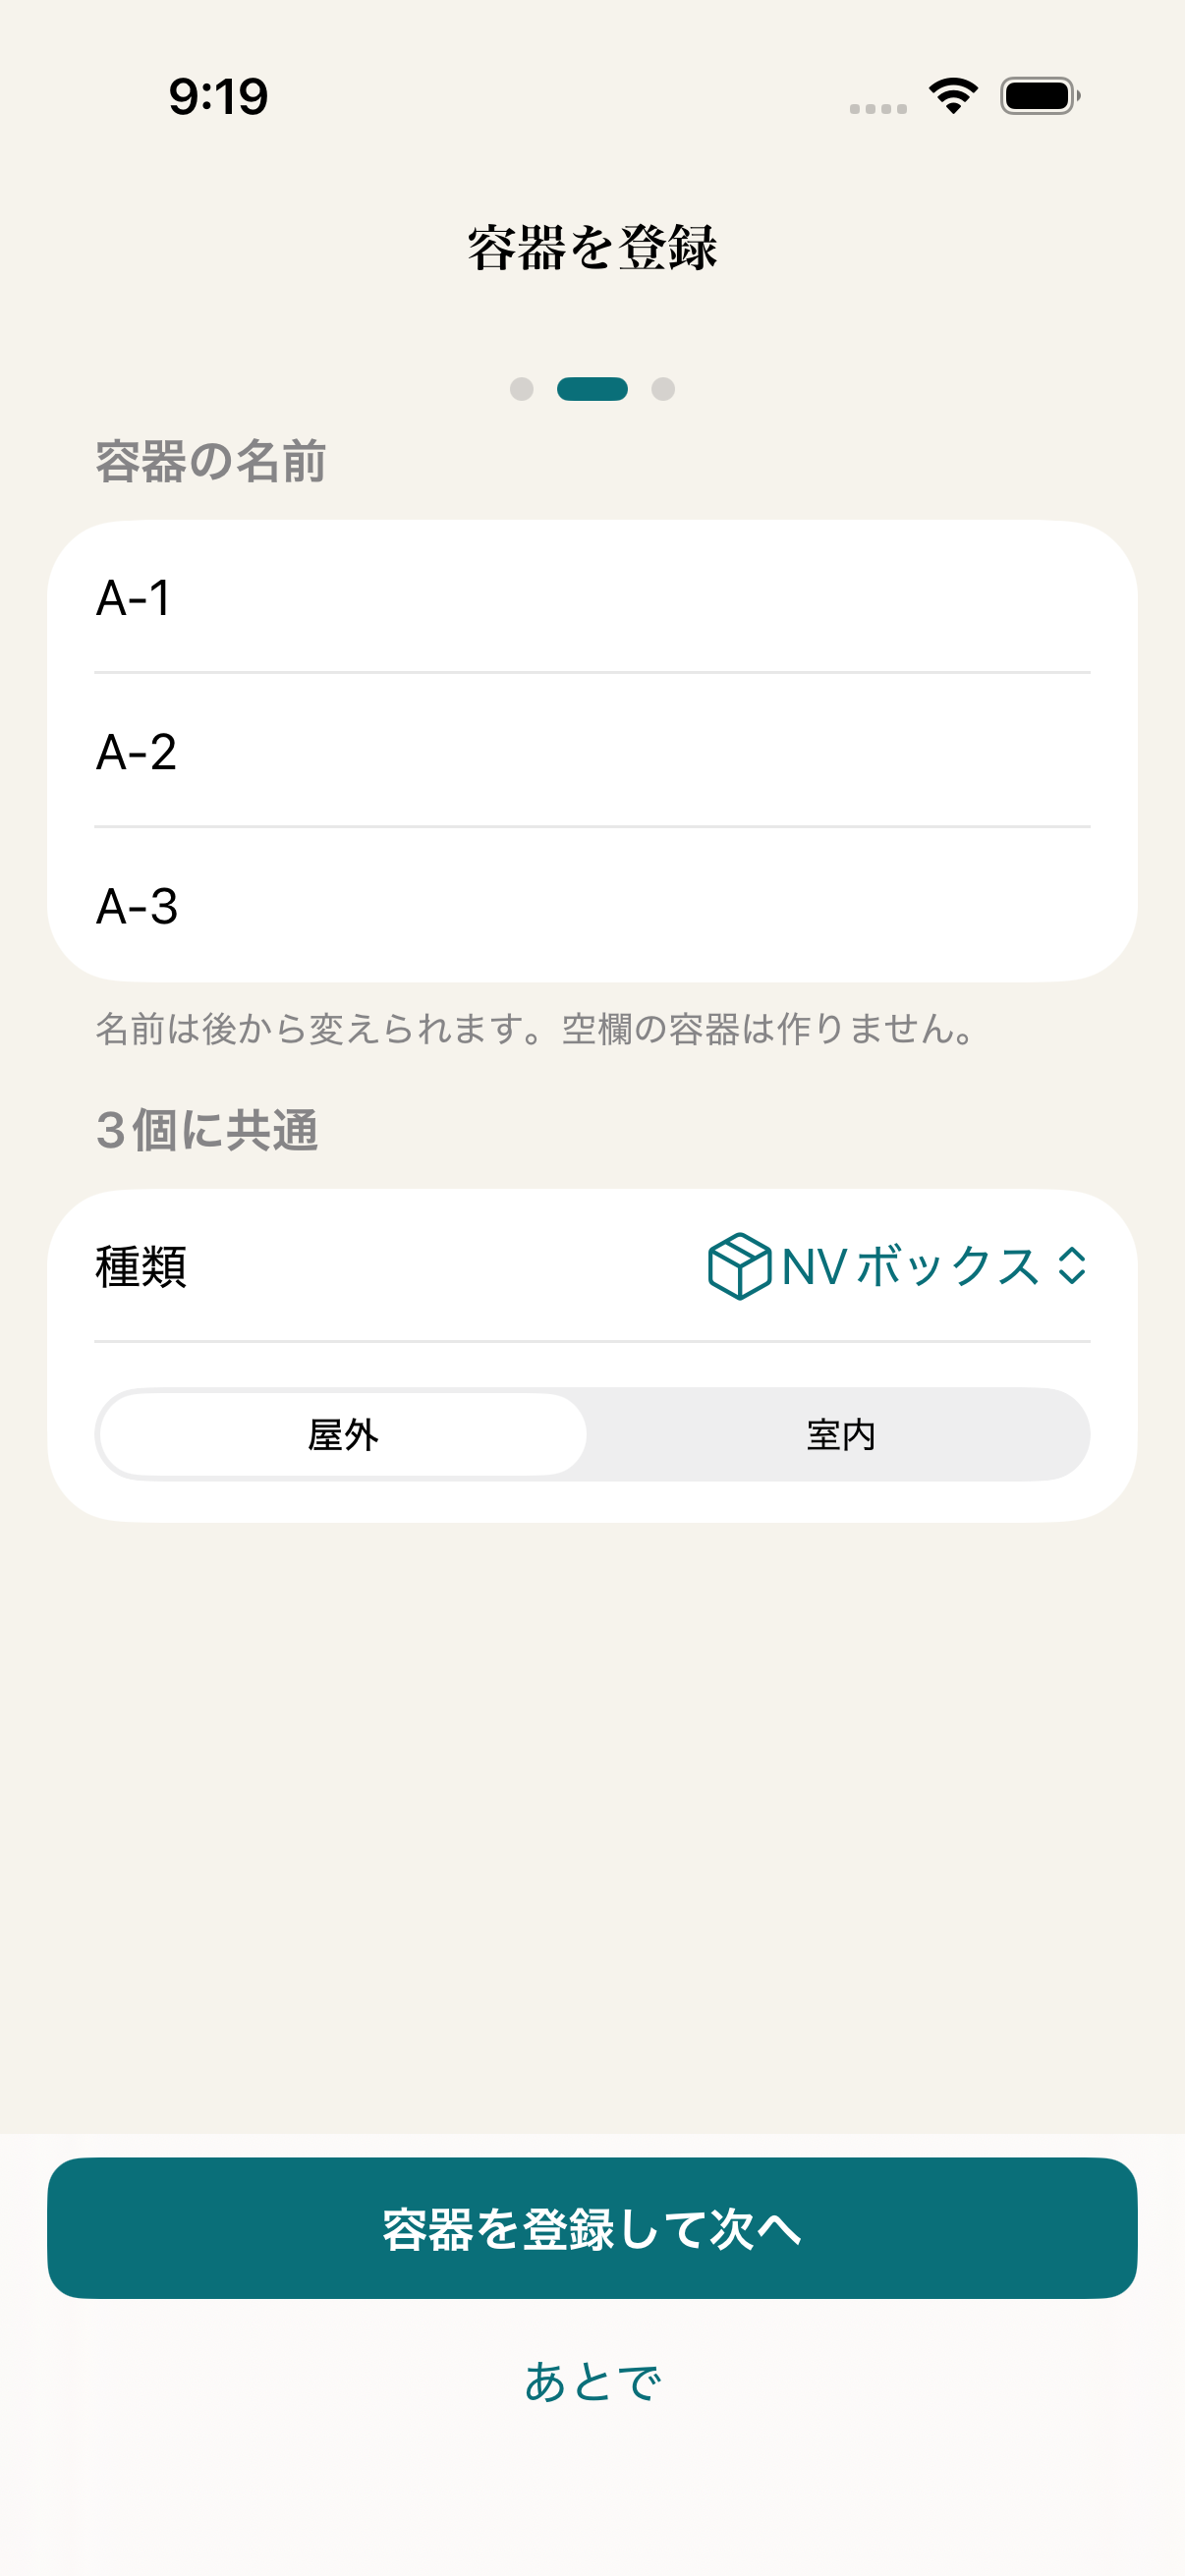 9:19
容器を登録
容器の名前
A-1
A-2
A-3
名前は後から変えられます。空欄の容器は作りません。
3個に共通
種類
NVボックス
屋外
室内
容器を登録して次へ
あとで